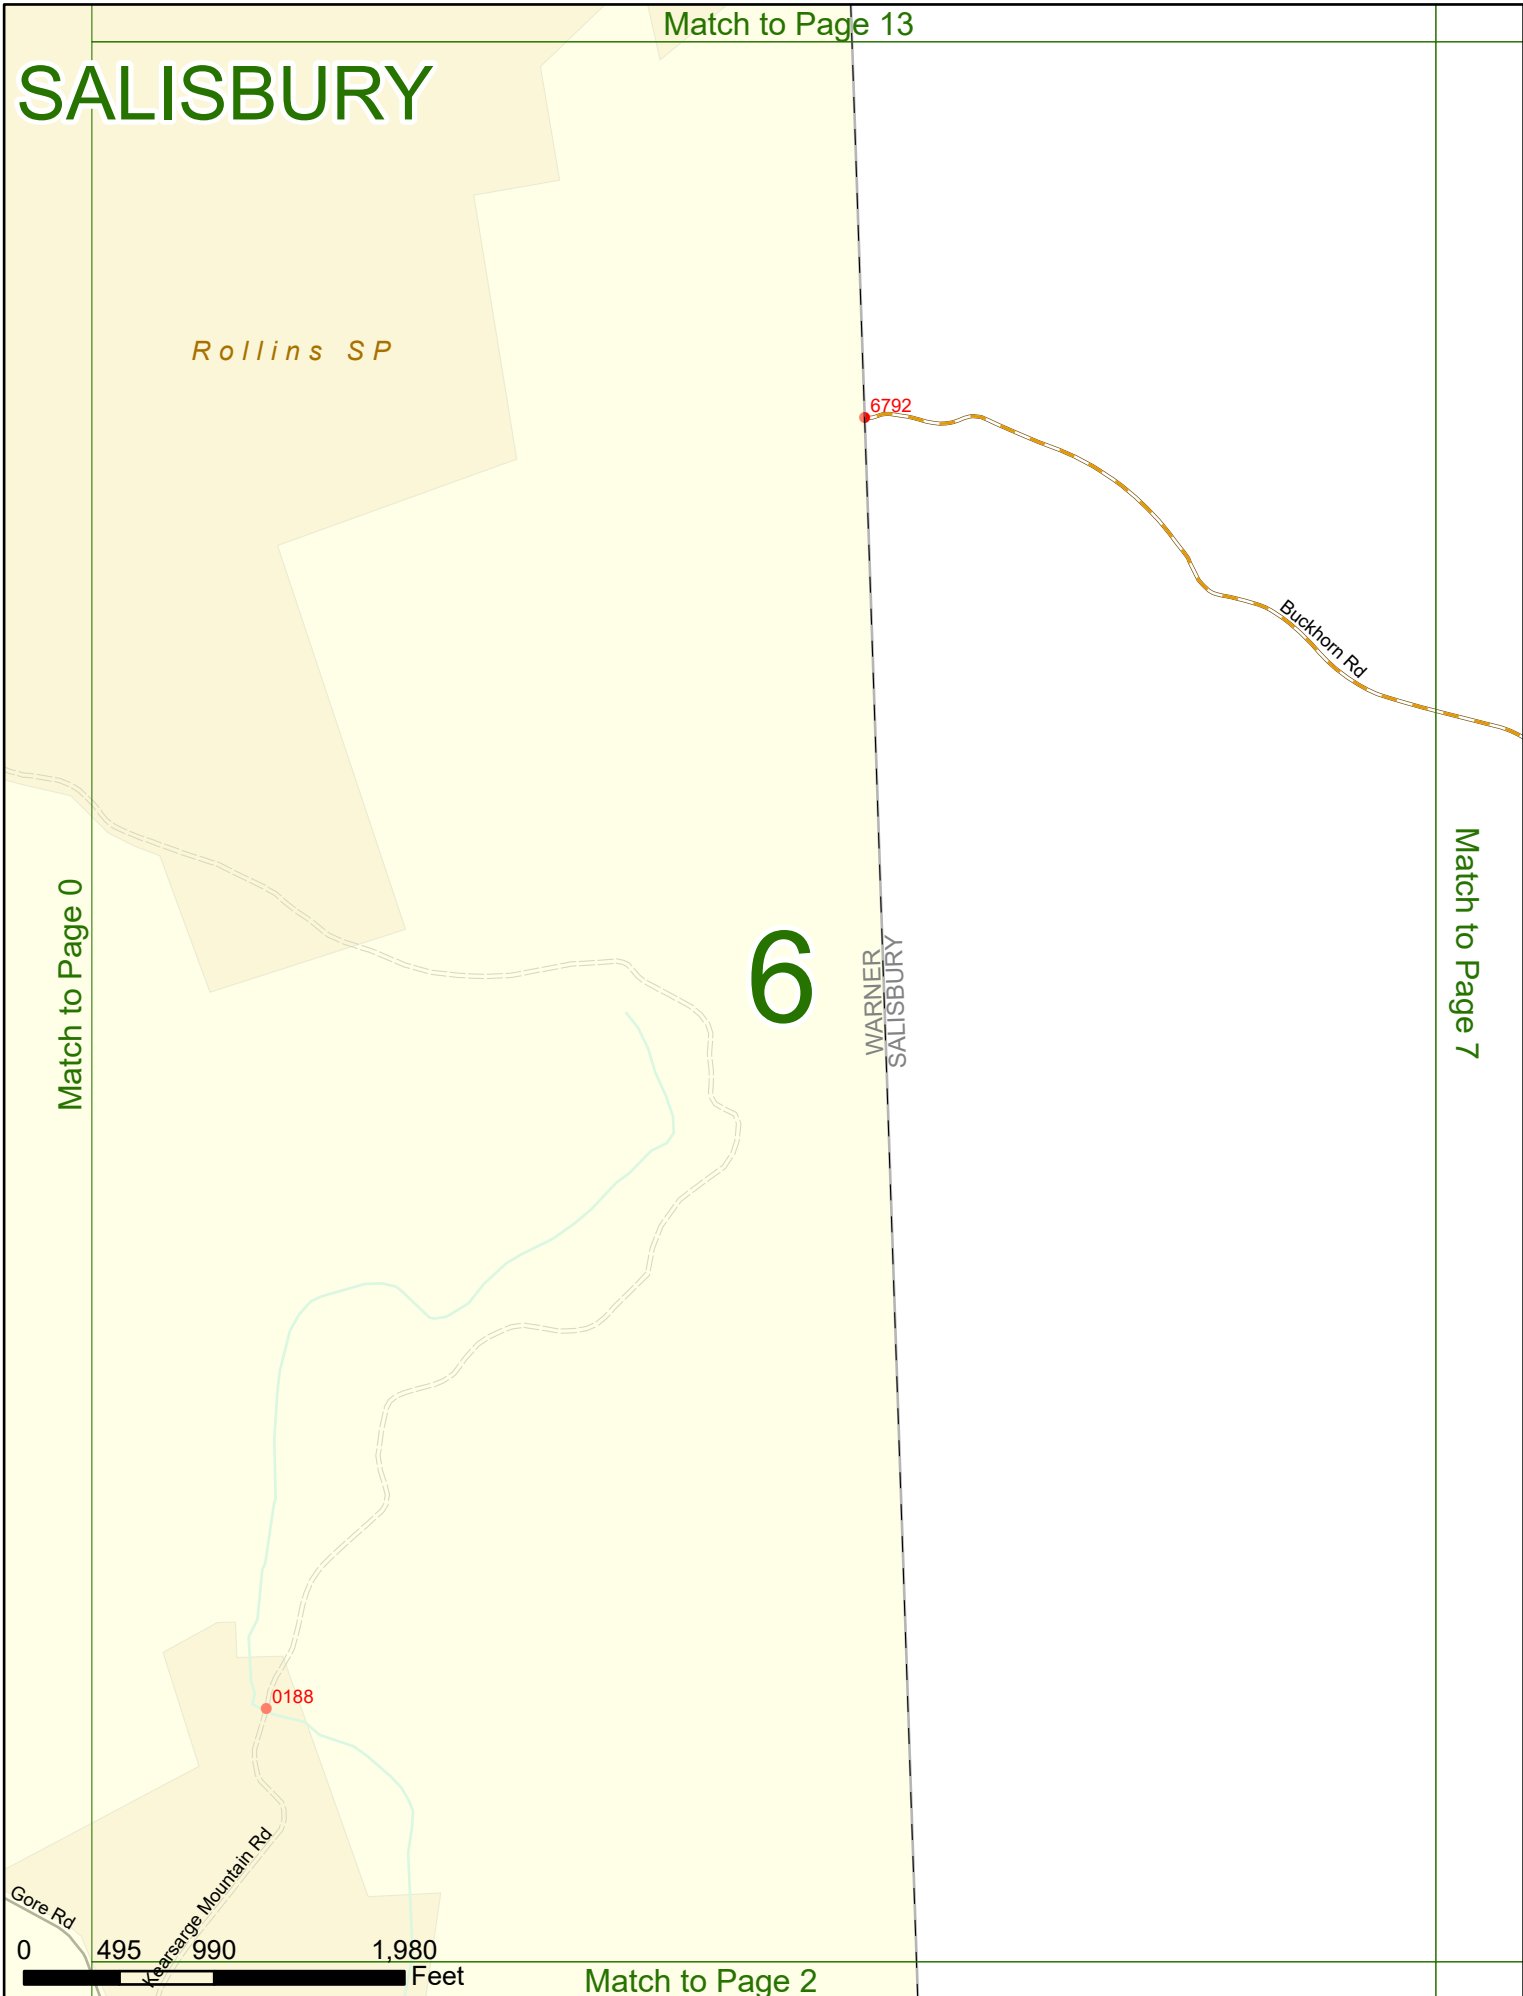 Match to Page 13
SALISBURY
Rollins SP
6792
Buckhorn Rd
Match to Page 0
6
WARNER
SALISBURY
Match to Page 7
0188
Kearsarge Mountain Rd
Gore Rd
0 495 990 1,980
Feet
Match to Page 2